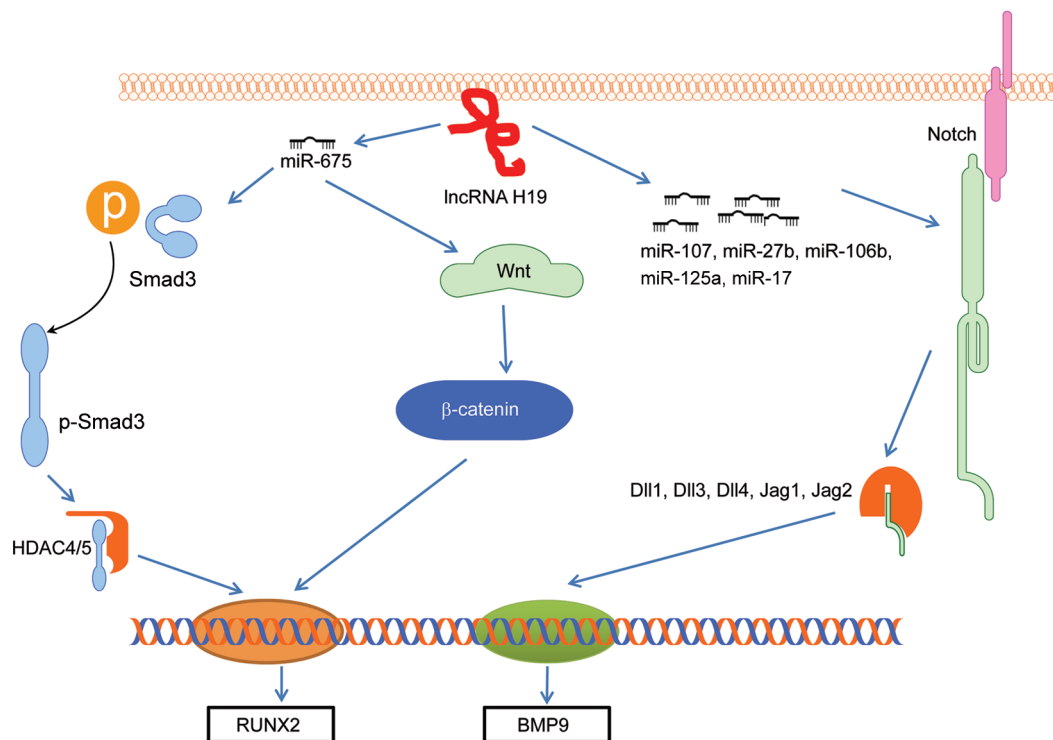 Notch
miR-675
lncRNA H19
p
Smad3
Wnt
miR-107, miR-27b, miR-106b,
miR-125a, miR-17
p-Smad3
β-catenin
Dll1, Dll3, Dll4, Jag1, Jag2
HDAC4/5
RUNX2
BMP9